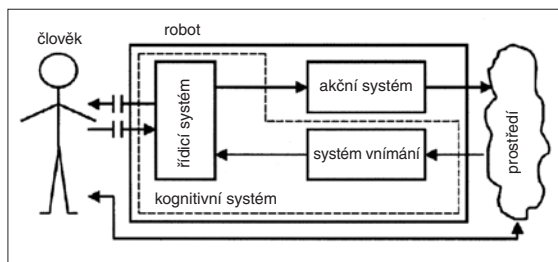 robot
člověk
řídicí systém
akční systém
systém vnímání
kognitivní systém
prostředí